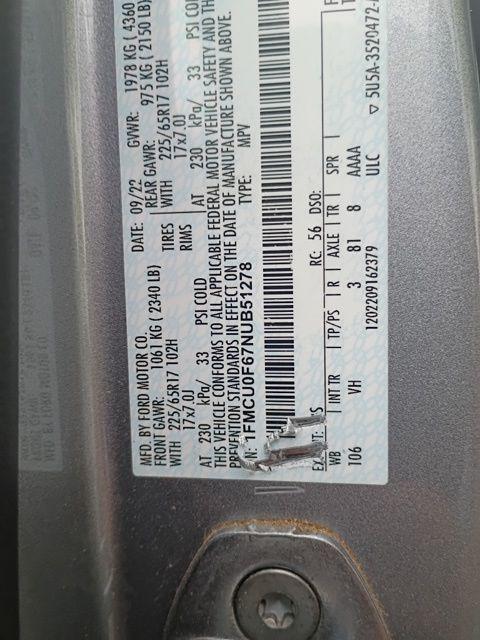 MFD. BY FORD MOTOR CO.
DATE: 09/22 GVWR: 1978 KG ( 4360
FRONT GAWR: 1061 KG ( 2340 LB)
REAR GAWR: 975 KG ( 2150 LB)
WITH 225/65R17 102H TIRES WITH 225/65R17 102H
17x7.0J RIMS 17x7.0J
AT 230 kPa/ 33 PSI COLD AT 230 kPa/ 33 PSI COLD
THIS VEHICLE CONFORMS TO ALL APPLICABLE FEDERAL MOTOR VEHICLE SAFETY AND THE
PREVENTION STANDARDS IN EFFECT ON THE DATE OF MANUFACTURE SHOWN ABOVE.
1FMCU0F67NUB51278 TYPE: MPV
RC: 56 DSO:
WB INT TR TP/PS R AXLE TR SPR
106 VH 3 81 8 AAAA
1202209162379 ULC
▽ 5U5A-3520472-